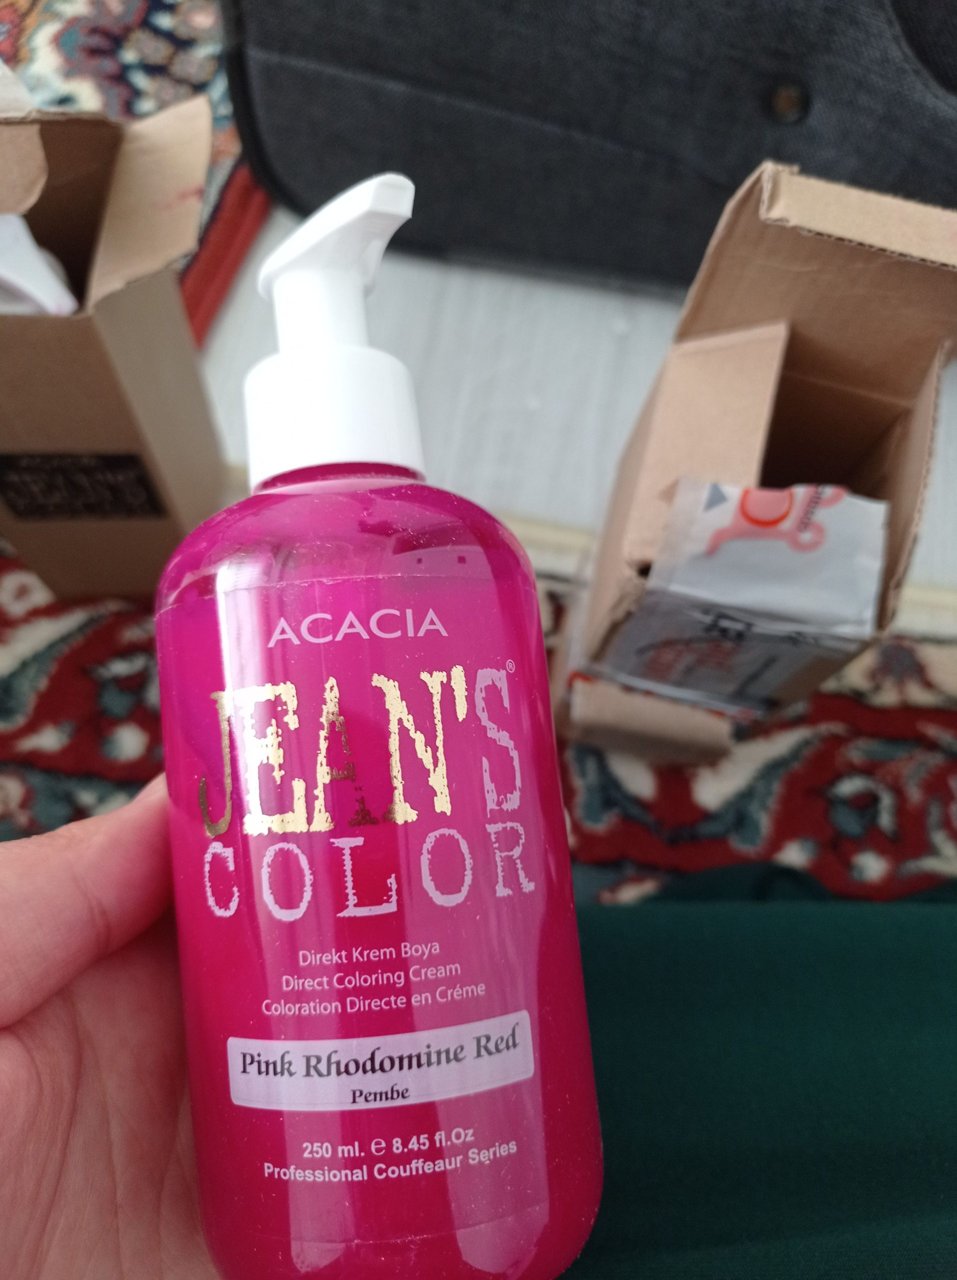 ACACIA
JEAN'S®
COLOR
Direkt Krem Boya
Direct Coloring Cream
Coloration Directe en Créme
Pink Rhodomine Red
Pembe
250 ml. ℮ 8.45 fl.Oz
Professional Couffeaur Series
JEAN'S